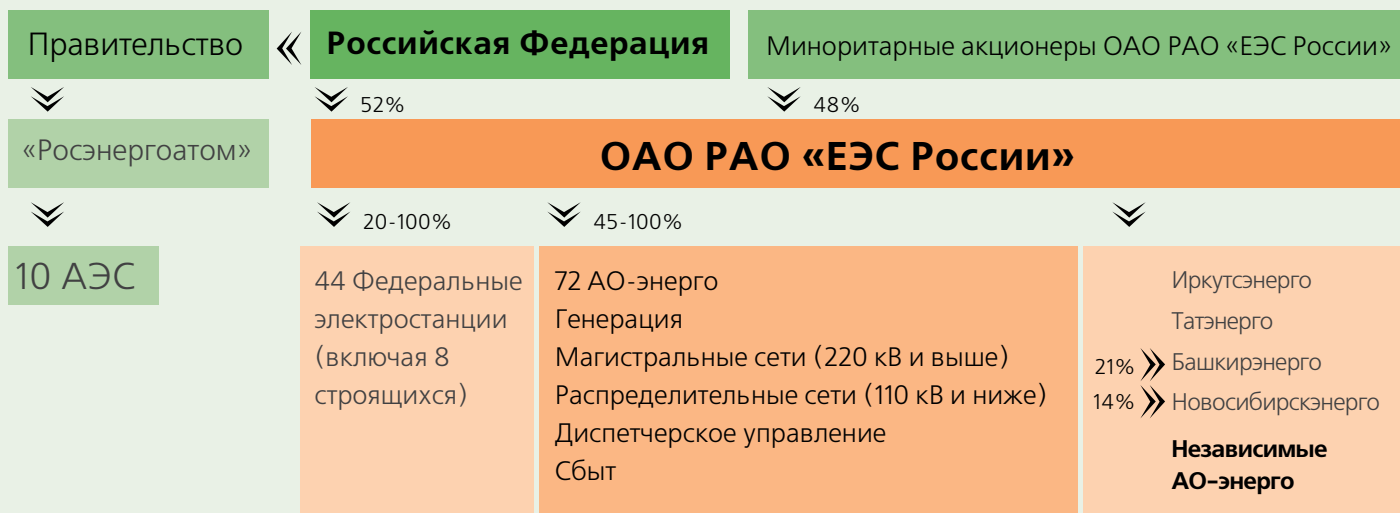 Правительство
Российская Федерация
Миноритарные акционеры ОАО РАО «ЕЭС России»
52%
48%
«Росэнергоатом»
ОАО РАО «ЕЭС России»
20-100%
45-100%
10 АЭС
44 Федеральные
электростанции
(включая 8
строящихся)
72 АО-энерго
Генерация
Магистральные сети (220 кВ и выше)
Распределительные сети (110 кВ и ниже)
Диспетчерское управление
Сбыт
Иркутсэнерго
Татэнерго
21% Башкирэнерго
14% Новосибирскэнерго
Независимые
АО-энерго